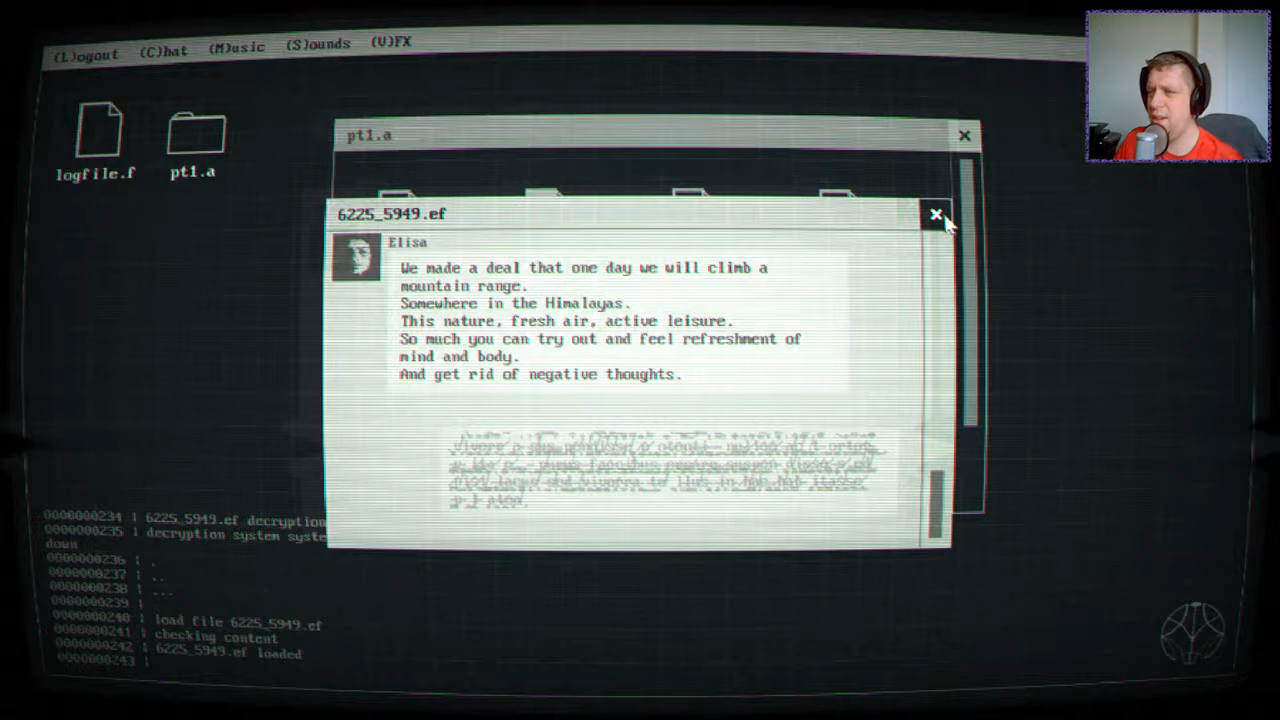 (L)ogout (C)hat (M)usic (S)ounds (V)FX
logfile.f
pt1.a
pt1.a
6225_5949.ef
Elisa
We made a deal that one day we will climb a
mountain range.
Somewhere in the Himalayas.
This nature, fresh air, active leisure.
So much you can try out and feel refreshment of
mind and body.
And get rid of negative thoughts.
0000000234 | 6225_5949.ef decryption
0000000235 | decryption system syste
down
0000000236 | .
0000000237 | ..
0000000238 | ...
0000000239 |
0000000240 | load file 6225_5949.ef
0000000241 | checking content
0000000242 | 6225_5949.ef loaded
0000000243 |